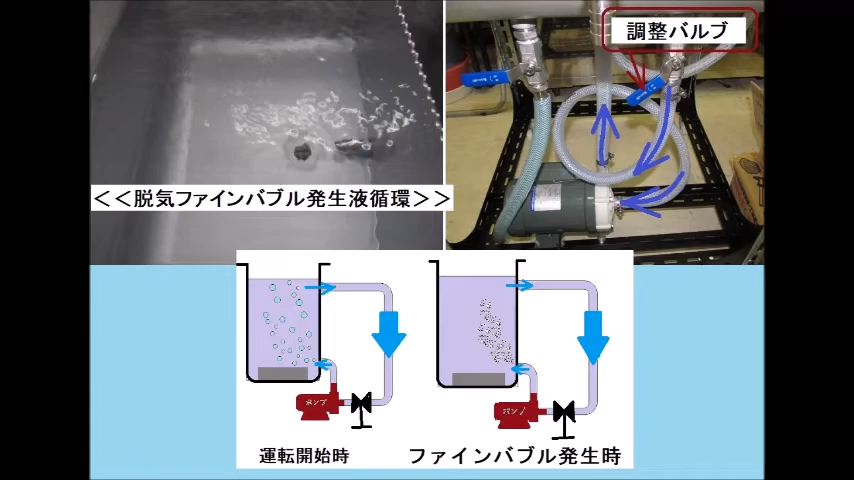 調整バルブ
<<脱気ファインバブル発生液循環>>
ポンプ
ポンプ
運転開始時
ファインバブル発生時